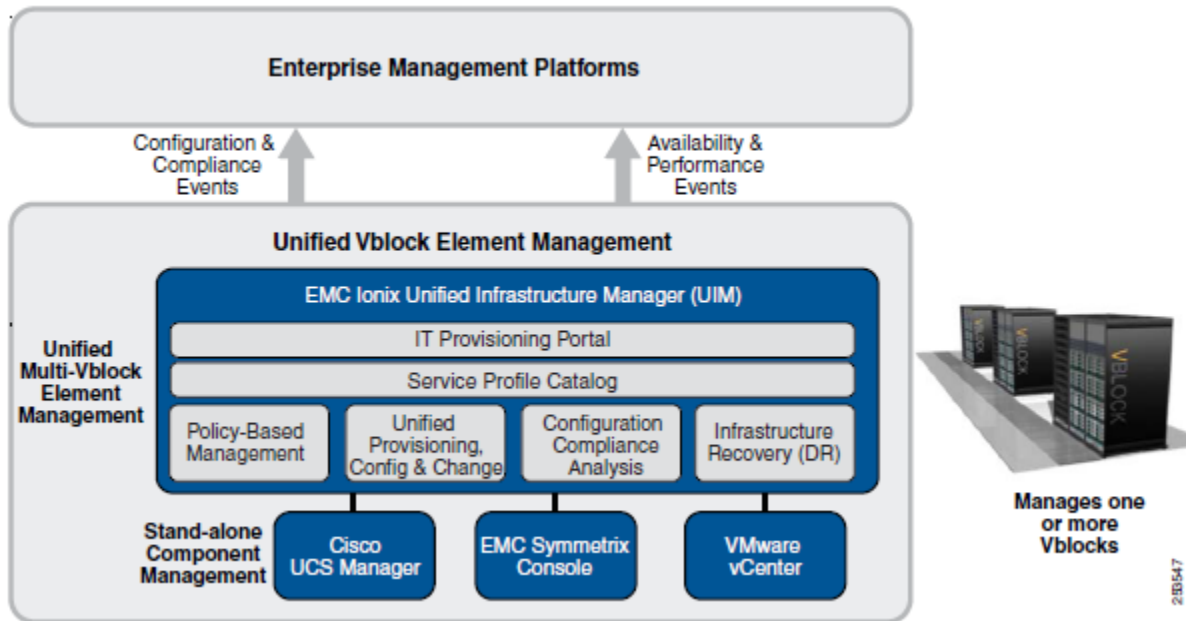 Enterprise Management Platforms
Configuration &
Compliance
Events
Availability &
Performance
Events
Unified Vblock Element Management
EMC Ionix Unified Infrastructure Manager (UIM)
IT Provisioning Portal
Service Profile Catalog
Policy-Based
Management
Unified
Provisioning,
Config & Change
Configuration
Compliance
Analysis
Infrastructure
Recovery (DR)
Unified
Multi-Vblock
Element
Management
Stand-alone
Component
Management
Cisco
UCS Manager
EMC Symmetrix
Console
VMware
vCenter
VBLOCK
VBLOCK
VBLOCK
Manages one
or more
Vblocks
253547